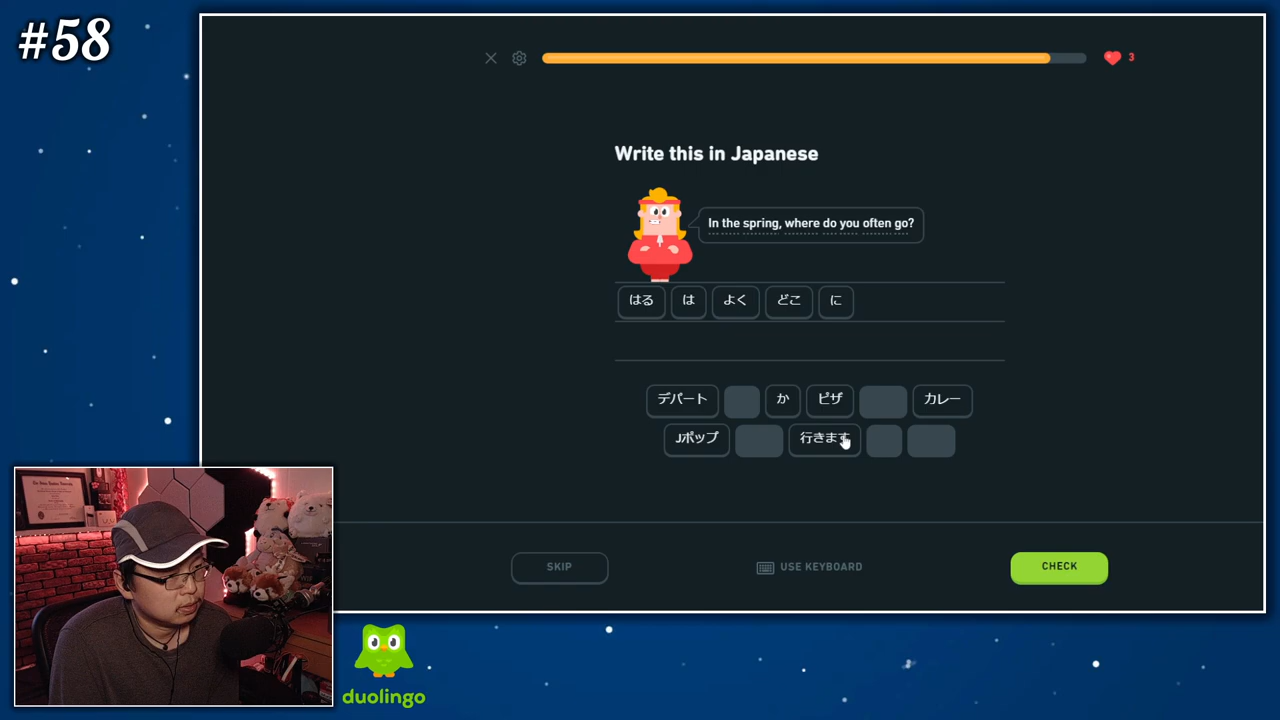 #58
3
Write this in Japanese
In the spring, where do you often go?
はる は よく どこ に
デパート か ピザ カレー
Jポップ 行きます
SKIP
USE KEYBOARD
CHECK
duolingo